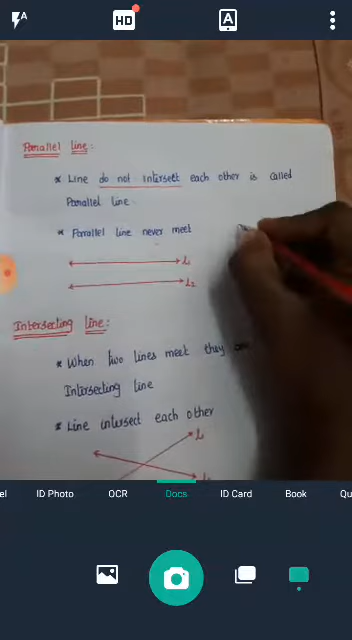 A
HD
A
Parallel line:
* Line do not intersect each other is called
Parallel line
* Parallel line never meet
l₁
l₂
Intersecting line:
* When two lines meet they
Intersecting line
* Line intersect each other
l₁
ID Photo
OCR
Docs
ID Card
Book